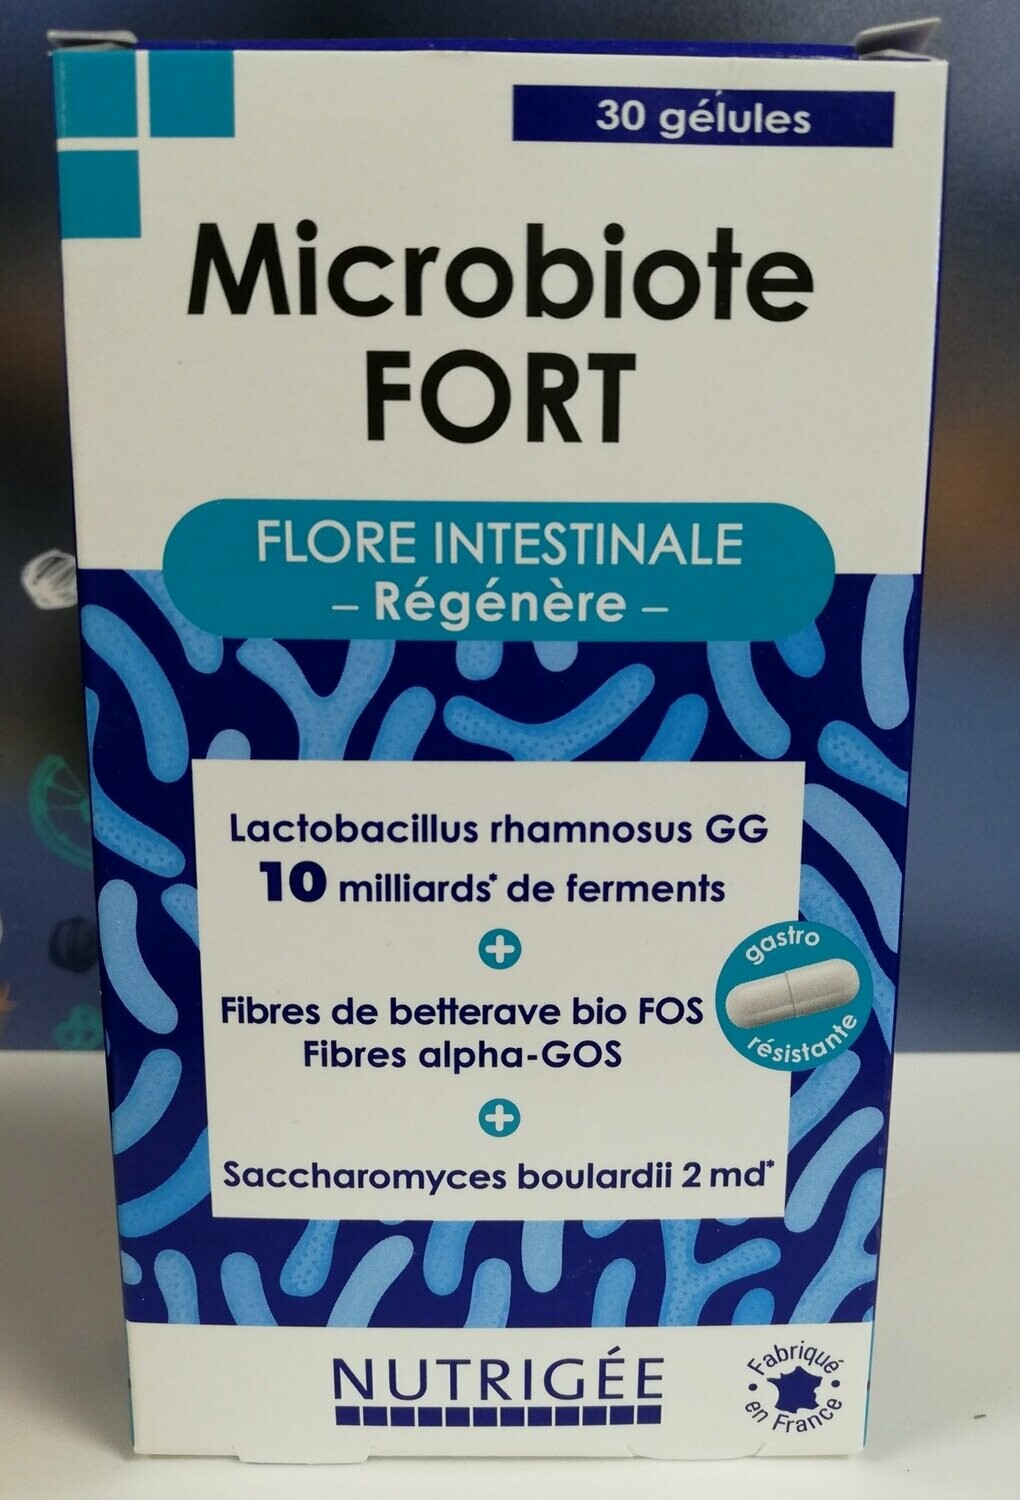 30 gélules
Microbiote
FORT
FLORE INTESTINALE
– Régénère –
Lactobacillus rhamnosus GG
10 milliards* de ferments
+
Fibres de betterave bio FOS
Fibres alpha-GOS
+
Saccharomyces boulardii 2 md*
gastro
résistante
NUTRIGÉE
Fabriqué
en France